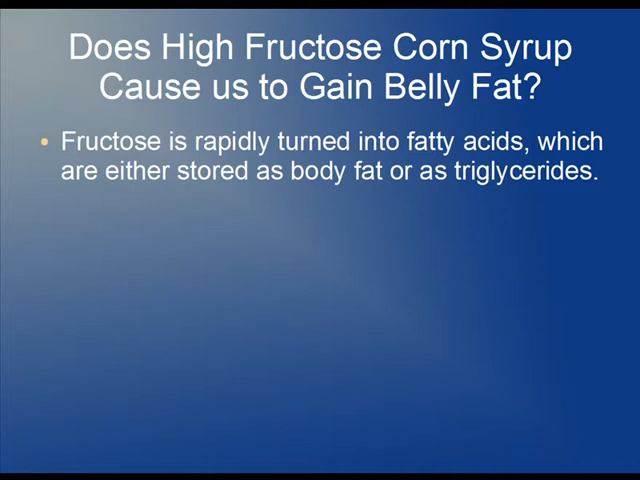 Does High Fructose Corn Syrup
Cause us to Gain Belly Fat?
• Fructose is rapidly turned into fatty acids, which
are either stored as body fat or as triglycerides.